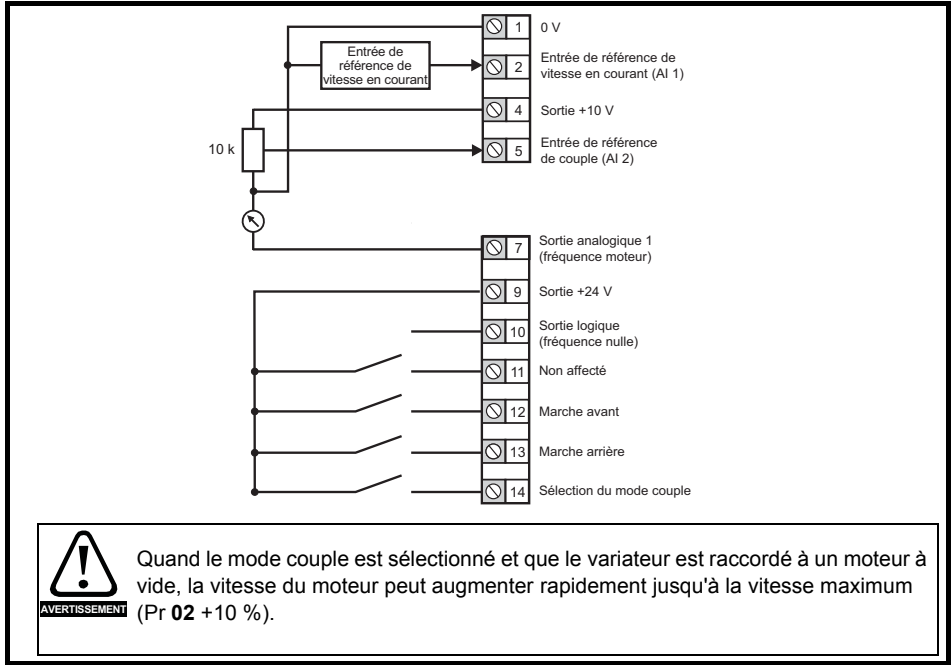 1 0 V
Entrée de
référence de
vitesse en courant
2 Entrée de référence de
vitesse en courant (AI 1)
4 Sortie +10 V
10 k
5 Entrée de référence
de couple (AI 2)
7 Sortie analogique 1
(fréquence moteur)
9 Sortie +24 V
10 Sortie logique
(fréquence nulle)
11 Non affecté
12 Marche avant
13 Marche arrière
14 Sélection du mode couple
AVERTISSEMENT
Quand le mode couple est sélectionné et que le variateur est raccordé à un moteur à
vide, la vitesse du moteur peut augmenter rapidement jusqu'à la vitesse maximum
(Pr 02 +10 %).